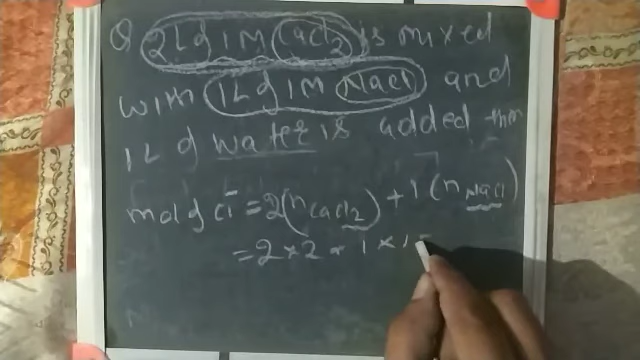 Q 2L of 1M CaCl2 is mixed
with 1L of 1M NaCl and
1L of water is added then
mol of Cl- = 2(nCaCl2) + 1(nNaCl)
= 2 × 2 + 1 × 1